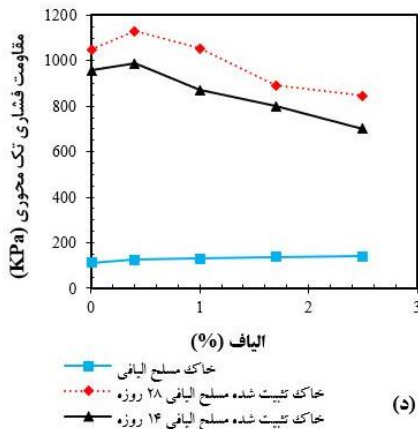 مقاومت فشاری تک محوری
(KPa)
1200
1000
800
600
400
200
0
0
1
2
3
الیاف (%)
خاک مسلح الیافی
خاک تثبیت شده مسلح الیافی ۲۸ روزه
خاک تثبیت شده مسلح الیافی ۱۴ روزه
(د)